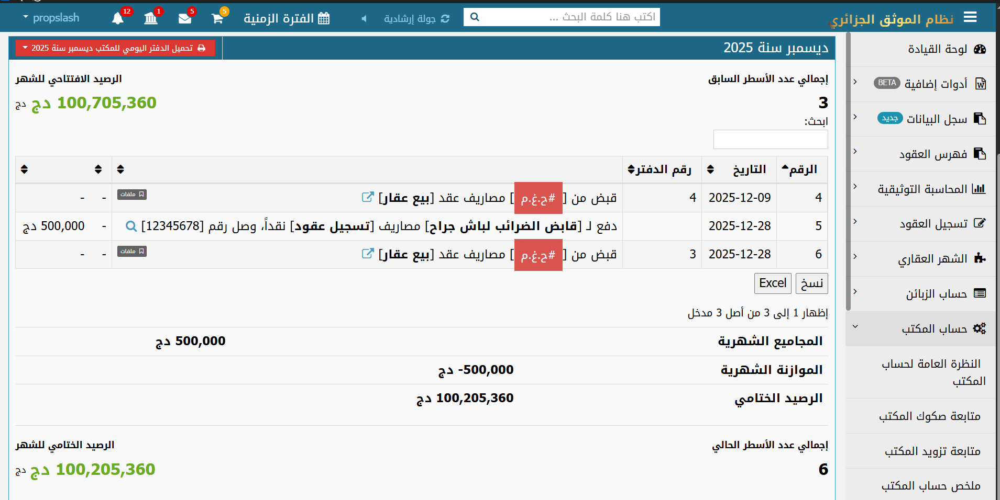 نظام الموثق الجزائري
اكتب هنا كلمة البحث ...
جولة إرشادية
الفترة الزمنية
5
5
1
12
propslash
لوحة القيادة
أدوات إضافية BETA
سجل البيانات جديد
فهرس العقود
المحاسبة التوثيقية
تسجيل العقود
الشهر العقاري
حساب الزبائن
حساب المكتب
النظرة العامة لحساب
المكتب
متابعة صكوك المكتب
متابعة تزويد المكتب
ملخص حساب المكتب
ديسمبر سنة 2025
تحميل الدفتر اليومي للمكتب ديسمبر سنة 2025
إجمالي عدد الأسطر السابق
3
الرصيد الافتتاحي للشهر
100,705,360 دج دج
ابحث:
الرقم التاريخ رقم الدفتر
4 2025-12-09 4 قبض من [#ح.غ.م] مصاريف عقد [بيع عقار] ملفات - -
5 2025-12-28 دفع لـ [قابض الضرائب لباش جراح] مصاريف [تسجيل عقود] نقداً، وصل رقم [12345678] - 500,000 دج
6 2025-12-28 3 قبض من [#ح.غ.م] مصاريف عقد [بيع عقار] ملفات - -
نسخ Excel
إظهار 1 إلى 3 من أصل 3 مدخل
المجاميع الشهرية 500,000 دج
الموازنة الشهرية -500,000 دج
الرصيد الختامي 100,205,360 دج
إجمالي عدد الأسطر الحالي
6
الرصيد الختامي للشهر
100,205,360 دج دج